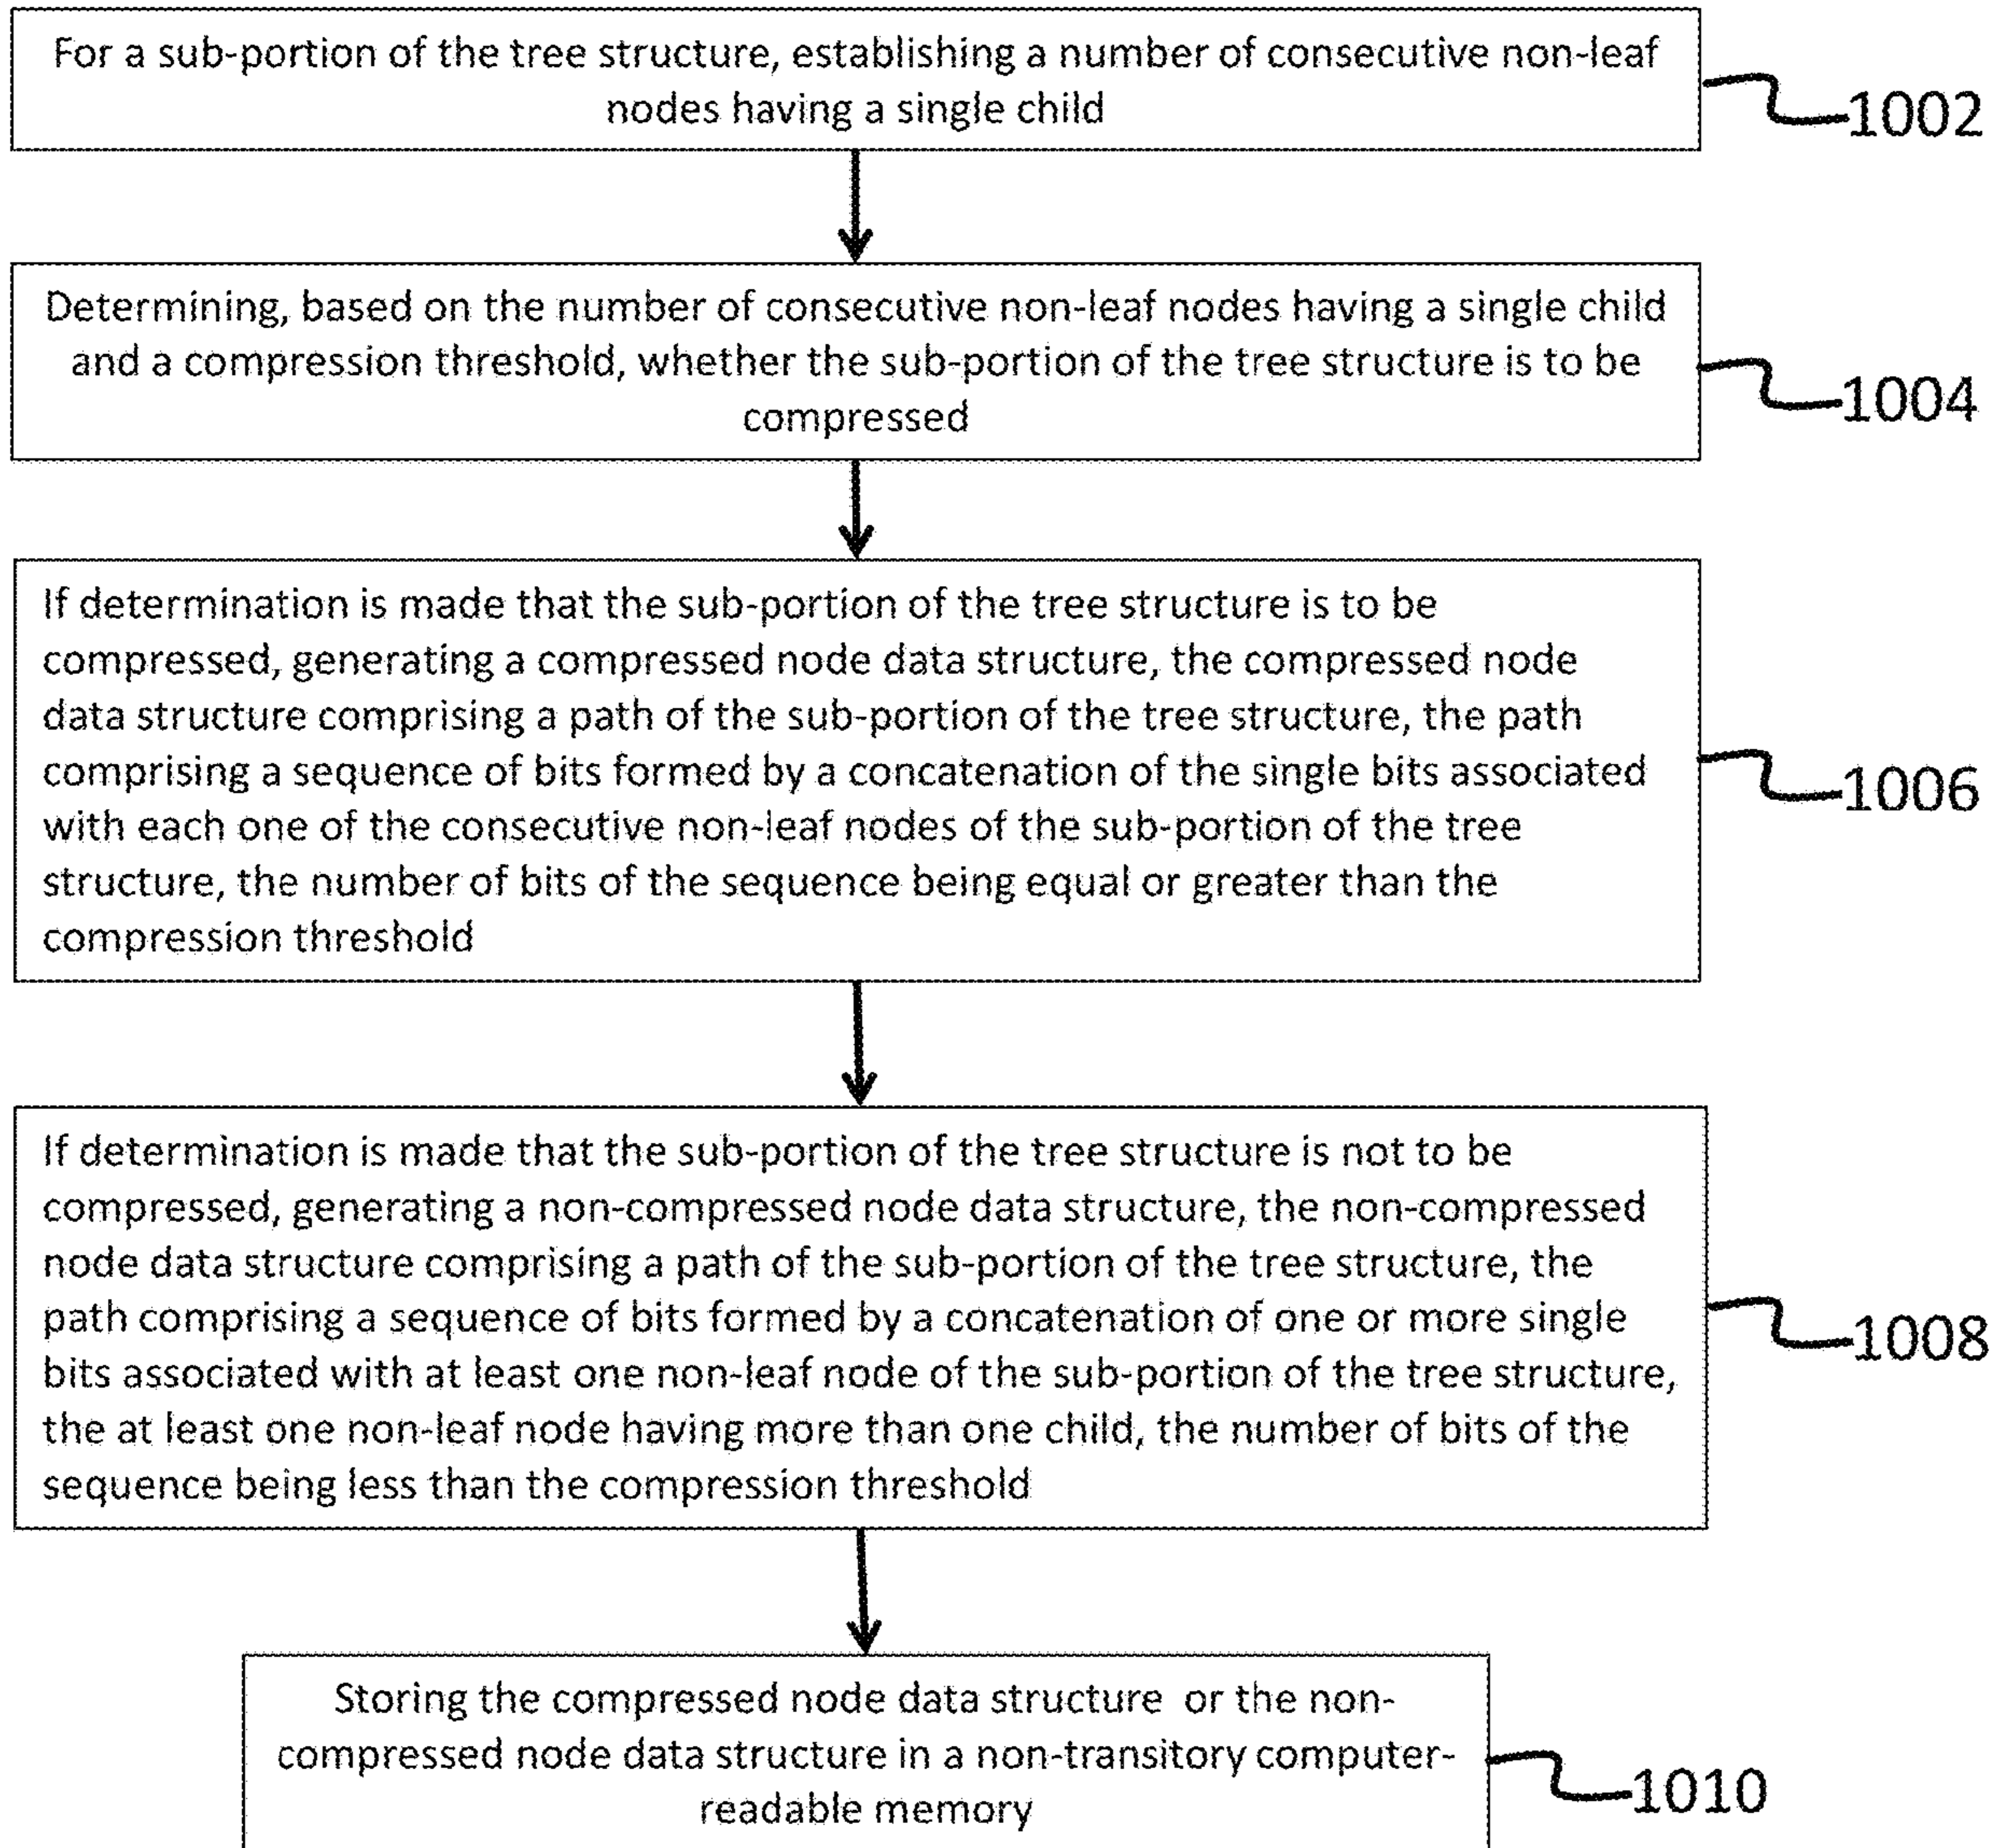 For a sub-portion of the tree structure, establishing a number of consecutive non-leaf
nodes having a single child
1002
Determining, based on the number of consecutive non-leaf nodes having a single child
and a compression threshold, whether the sub-portion of the tree structure is to be
compressed
1004
If determination is made that the sub-portion of the tree structure is to be
compressed, generating a compressed node data structure, the compressed node
data structure comprising a path of the sub-portion of the tree structure, the path
comprising a sequence of bits formed by a concatenation of the single bits associated
with each one of the consecutive non-leaf nodes of the sub-portion of the tree
structure, the number of bits of the sequence being equal or greater than the
compression threshold
1006
If determination is made that the sub-portion of the tree structure is not to be
compressed, generating a non-compressed node data structure, the non-compressed
node data structure comprising a path of the sub-portion of the tree structure, the
path comprising a sequence of bits formed by a concatenation of one or more single
bits associated with at least one non-leaf node of the sub-portion of the tree structure,
the at least one non-leaf node having more than one child, the number of bits of the
sequence being less than the compression threshold
1008
Storing the compressed node data structure or the non-
compressed node data structure in a non-transitory computer-
readable memory
1010